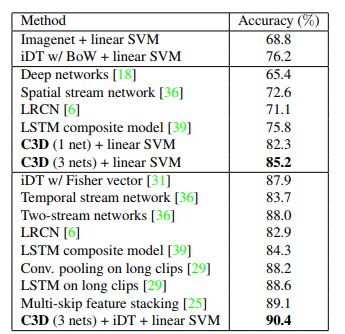 Method Accuracy (%)
Imagenet + linear SVM 68.8
iDT w/ BoW + linear SVM 76.2
Deep networks [18] 65.4
Spatial stream network [36] 72.6
LRCN [6] 71.1
LSTM composite model [39] 75.8
C3D (1 net) + linear SVM 82.3
C3D (3 nets) + linear SVM 85.2
iDT w/ Fisher vector [31] 87.9
Temporal stream network [36] 83.7
Two-stream networks [36] 88.0
LRCN [6] 82.9
LSTM composite model [39] 84.3
Conv. pooling on long clips [29] 88.2
LSTM on long clips [29] 88.6
Multi-skip feature stacking [25] 89.1
C3D (3 nets) + iDT + linear SVM 90.4